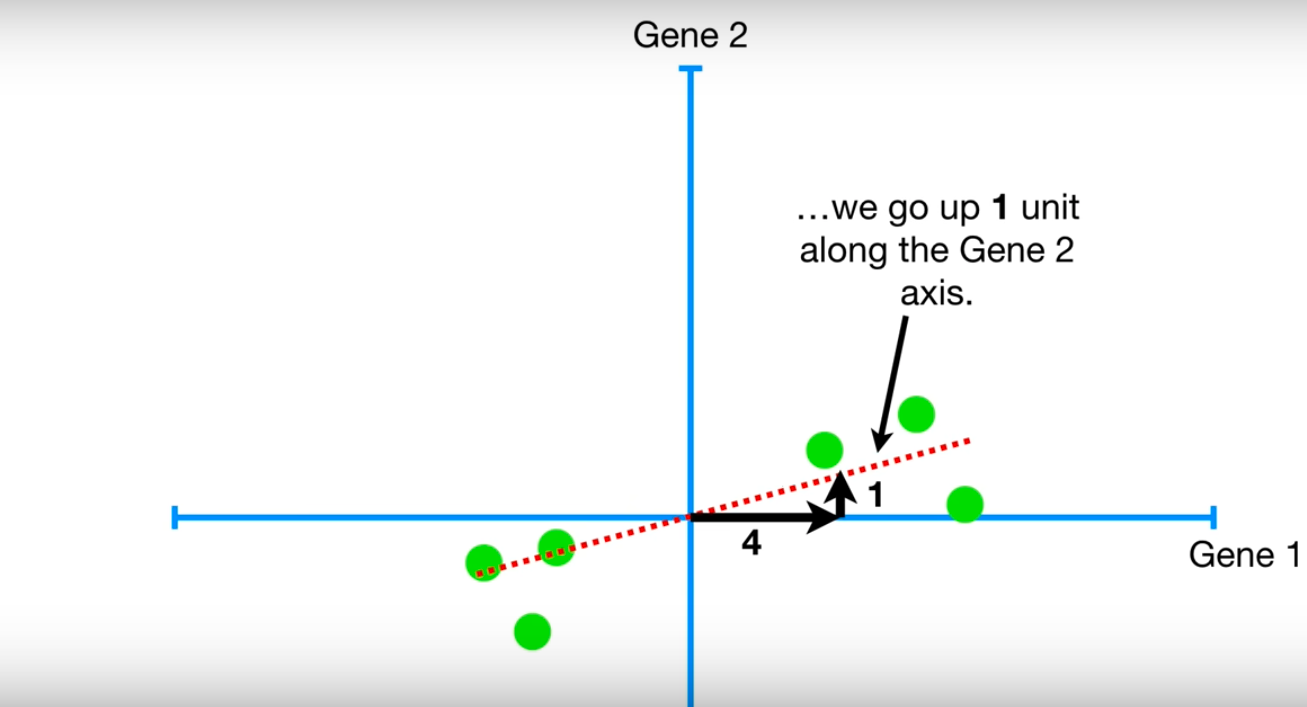 Gene 2
…we go up 1 unit
along the Gene 2
axis.
1
4
Gene 1